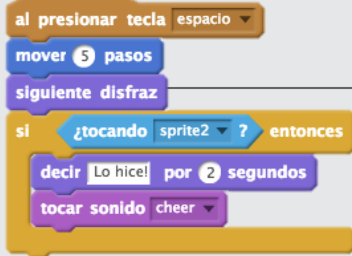 al presionar tecla espacio
mover 5 pasos
siguiente disfraz
si ¿tocando sprite2 ? entonces
decir Lo hice! por 2 segundos
tocar sonido cheer